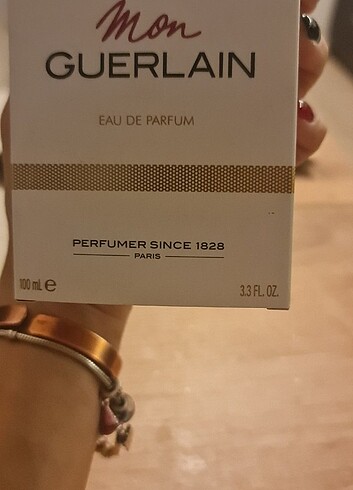 Mon
GUERLAIN
EAU DE PARFUM
PERFUMER SINCE 1828
PARIS
100 mL e
3.3 FL. OZ.